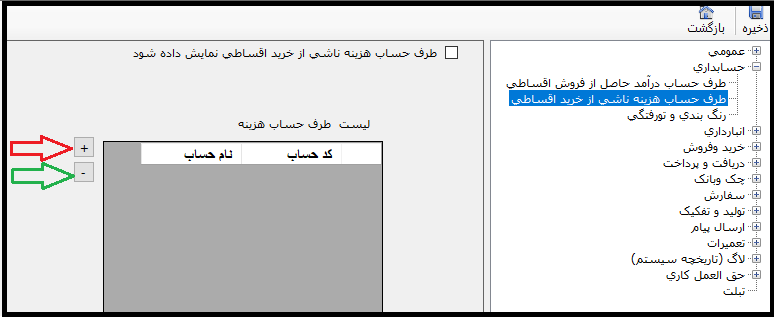 ذخیره
بازگشت
عمومي
حسابداري
طرف حساب درآمد حاصل از فروش اقساطي
طرف حساب هزينه ناشي از خريد اقساطي
رنگ بندي و تورفتگي
انبارداري
خريد وفروش
دريافت و پرداخت
چک وبانک
سفارش
توليد و تفکيک
ارسال پيام
تعميرات
لاگ (تاريخچه سيستم)
حق العمل کاري
تبلت
طرف حساب هزينه ناشي از خريد اقساطي نمايش داده شود
ليست طرف حساب هزينه
کد حساب نام حساب
+
-